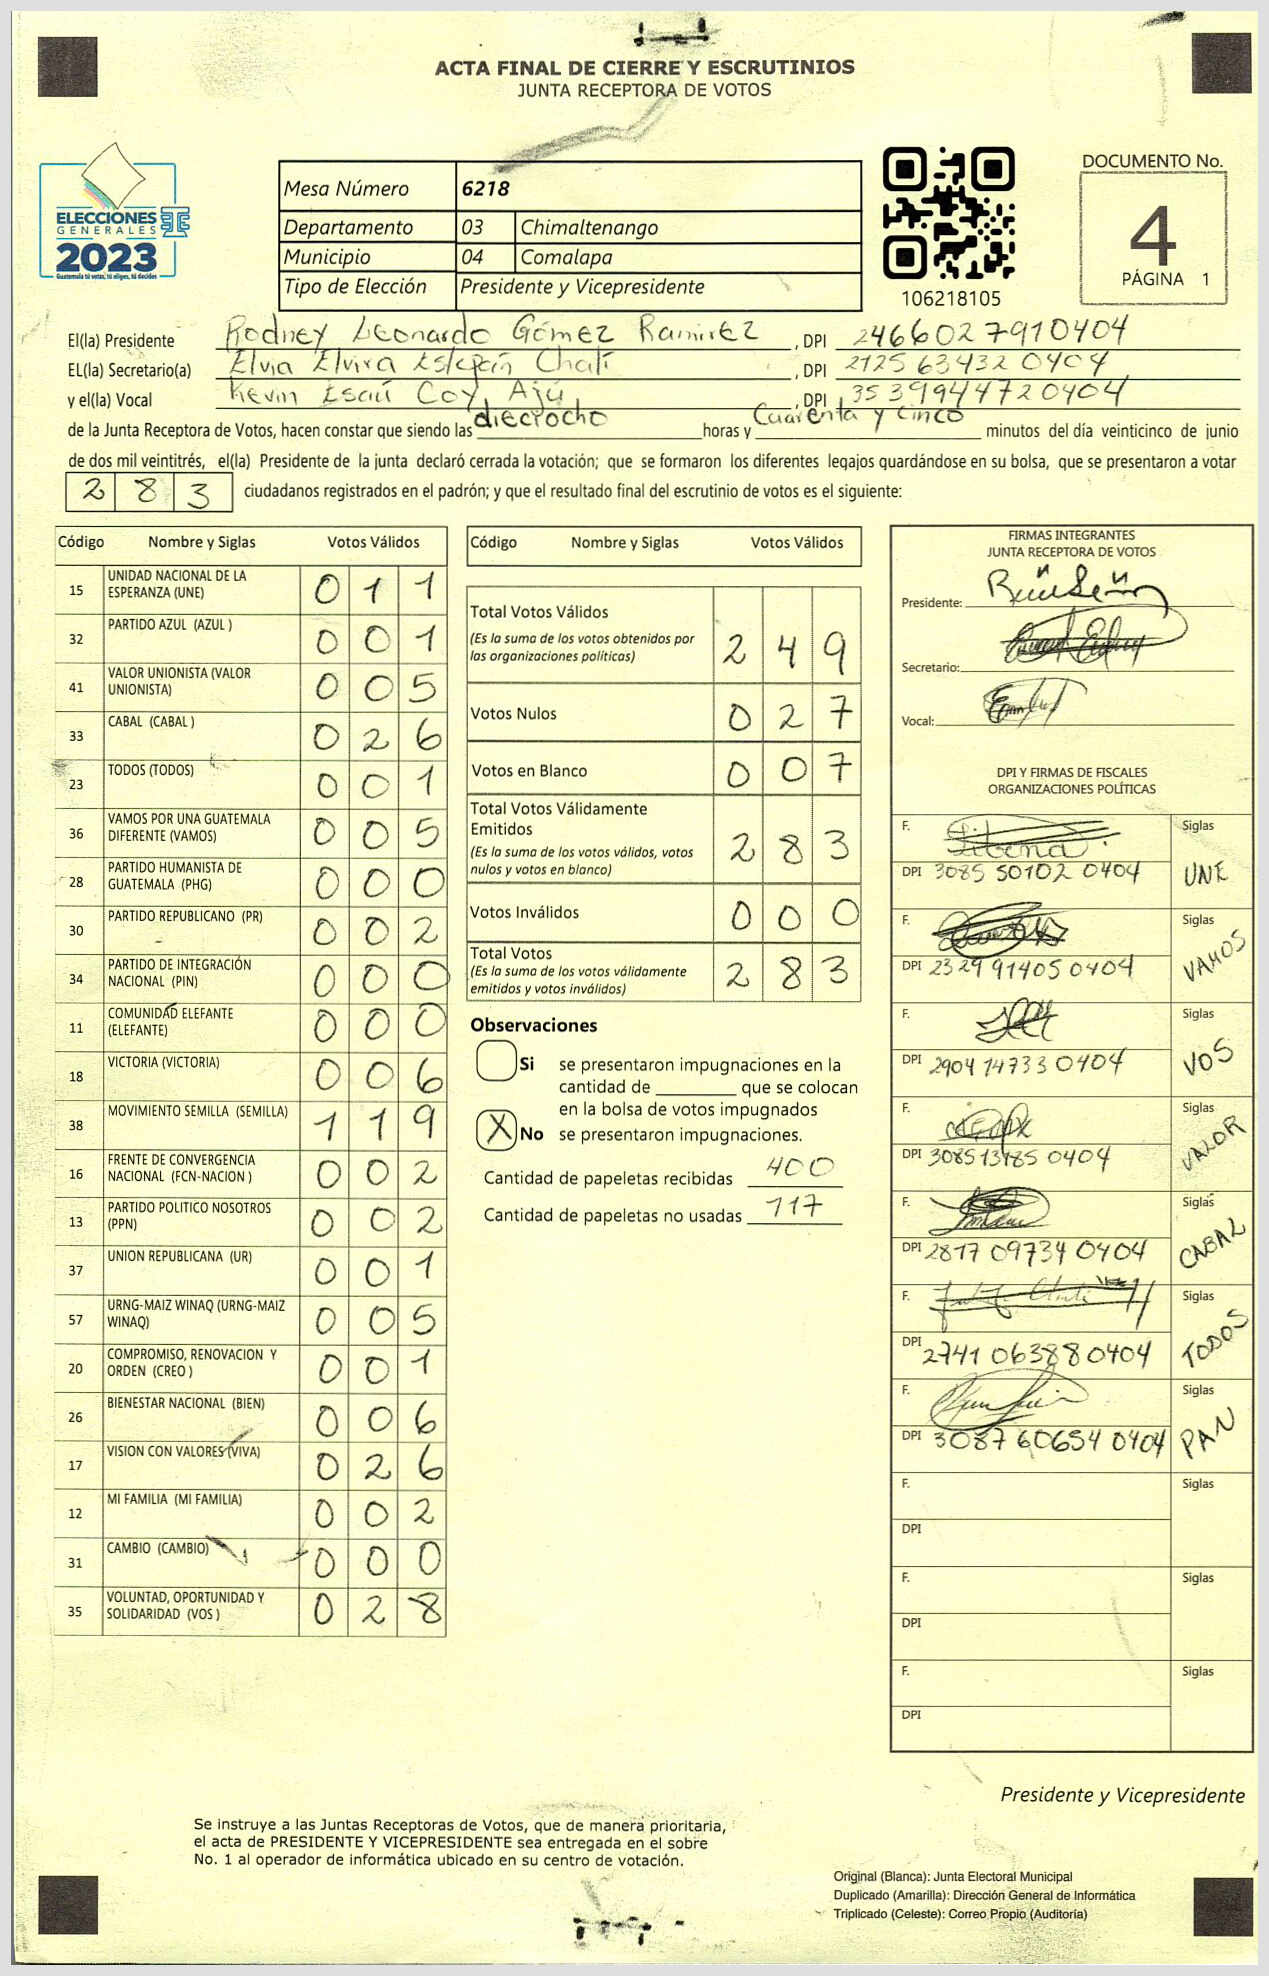 ACTA FINAL DE CIERRE Y ESCRUTINIOS
JUNTA RECEPTORA DE VOTOS
ELECCIONES
GENERALES
2023
Guatemala tú votas, tú eliges, tú decides
Mesa Número 6218
Departamento 03 Chimaltenango
Municipio 04 Comalapa
Tipo de Elección Presidente y Vicepresidente
106218105
DOCUMENTO No.
4
PÁGINA 1
El(la) Presidente Rodney Leonardo Gómez Ramirez , DPI 2466027910404
EL(la) Secretario(a) Elvia Elvira Estepán Chalí , DPI 2125634320404
y el(la) Vocal Kevin Esaú Coy Ajú , DPI 3539944720404
de la Junta Receptora de Votos, hacen constar que siendo las dieciocho horas y Cuarenta y cinco minutos del día veinticinco de junio
de dos mil veintitrés, el(la) Presidente de la junta declaró cerrada la votación; que se formaron los diferentes legajos guardándose en su bolsa, que se presentaron a votar
283 ciudadanos registrados en el padrón; y que el resultado final del escrutinio de votos es el siguiente:
Código Nombre y Siglas Votos Válidos
15 UNIDAD NACIONAL DE LA ESPERANZA (UNE) 0 1 1
32 PARTIDO AZUL (AZUL ) 0 0 1
41 VALOR UNIONISTA (VALOR UNIONISTA) 0 0 5
33 CABAL (CABAL ) 0 2 6
23 TODOS (TODOS) 0 0 1
36 VAMOS POR UNA GUATEMALA DIFERENTE (VAMOS) 0 0 5
28 PARTIDO HUMANISTA DE GUATEMALA (PHG) 0 0 0
30 PARTIDO REPUBLICANO (PR) 0 0 2
34 PARTIDO DE INTEGRACIÓN NACIONAL (PIN) 0 0 0
11 COMUNIDAD ELEFANTE (ELEFANTE) 0 0 0
18 VICTORIA (VICTORIA) 0 0 6
38 MOVIMIENTO SEMILLA (SEMILLA) 1 1 9
16 FRENTE DE CONVERGENCIA NACIONAL (FCN-NACION ) 0 0 2
13 PARTIDO POLITICO NOSOTROS (PPN) 0 0 2
37 UNION REPUBLICANA (UR) 0 0 1
57 URNG-MAIZ WINAQ (URNG-MAIZ WINAQ) 0 0 5
20 COMPROMISO, RENOVACION Y ORDEN (CREO ) 0 0 1
26 BIENESTAR NACIONAL (BIEN) 0 0 6
17 VISION CON VALORES (VIVA) 0 2 6
12 MI FAMILIA (MI FAMILIA) 0 0 2
31 CAMBIO (CAMBIO) 0 0 0
35 VOLUNTAD, OPORTUNIDAD Y SOLIDARIDAD (VOS ) 0 2 8
Código Nombre y Siglas Votos Válidos
Total Votos Válidos
(Es la suma de los votos obtenidos por
las organizaciones políticas) 2 4 9
Votos Nulos 0 2 7
Votos en Blanco 0 0 7
Total Votos Válidamente
Emitidos
(Es la suma de los votos válidos, votos
nulos y votos en blanco) 2 8 3
Votos Inválidos 0 0 0
Total Votos
(Es la suma de los votos válidamente
emitidos y votos inválidos) 2 8 3
Observaciones
Si se presentaron impugnaciones en la
cantidad de ________ que se colocan
en la bolsa de votos impugnados
X No se presentaron impugnaciones.
Cantidad de papeletas recibidas 400
Cantidad de papeletas no usadas 117
FIRMAS INTEGRANTES
JUNTA RECEPTORA DE VOTOS
Presidente:
Secretario:
Vocal:
DPI Y FIRMAS DE FISCALES
ORGANIZACIONES POLÍTICAS
F. Siglas
DPI 3085 50102 0404 UNE
F. Siglas
DPI 2329 91405 0404 VAMOS
F. Siglas
DPI 2904 14733 0404 VOS
F. Siglas
DPI 3085 13185 0404 VALOR
F. Siglas
DPI 2817 09734 0404 CABAL
F. Siglas
DPI 2741 06388 0404 TODOS
F. Siglas
DPI 3087 60654 0404 PAN
F. Siglas
DPI
F. Siglas
DPI
F. Siglas
DPI
Presidente y Vicepresidente
Se instruye a las Juntas Receptoras de Votos, que de manera prioritaria,
el acta de PRESIDENTE Y VICEPRESIDENTE sea entregada en el sobre
No. 1 al operador de informática ubicado en su centro de votación.
Original (Blanca): Junta Electoral Municipal
Duplicado (Amarilla): Dirección General de Informática
Triplicado (Celeste): Correo Propio (Auditoría)